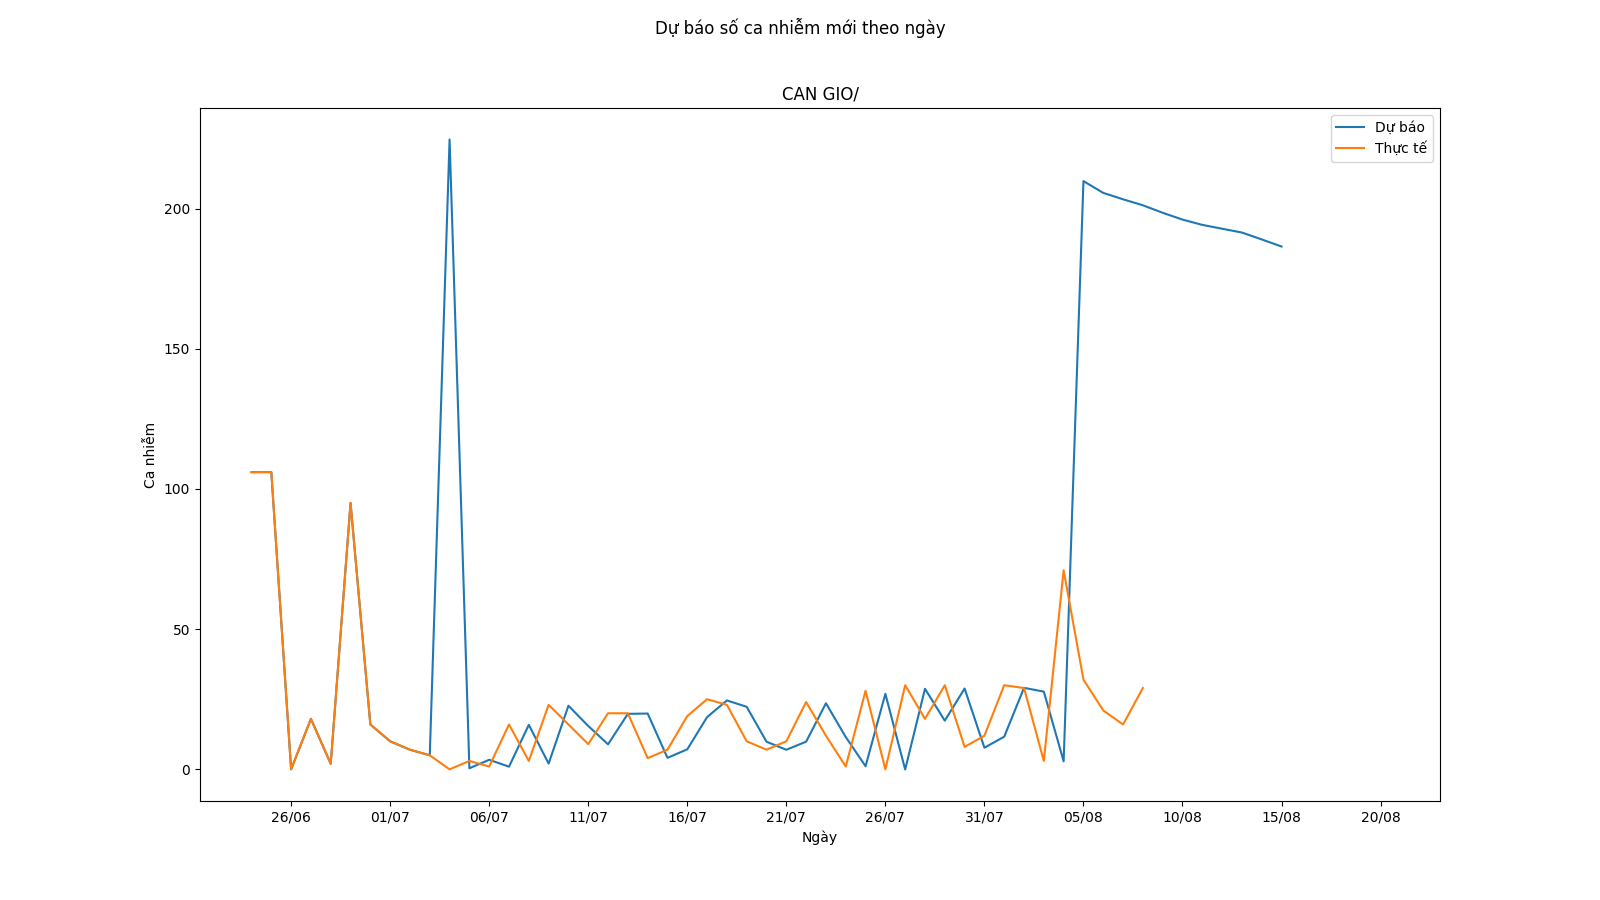 Dự báo số ca nhiễm mới theo ngày
CAN GIO/
Dự báo
Thực tế
Ca nhiễm
200
150
100
50
0
26/06 01/07 06/07 11/07 16/07 21/07 26/07 31/07 05/08 10/08 15/08 20/08
Ngày